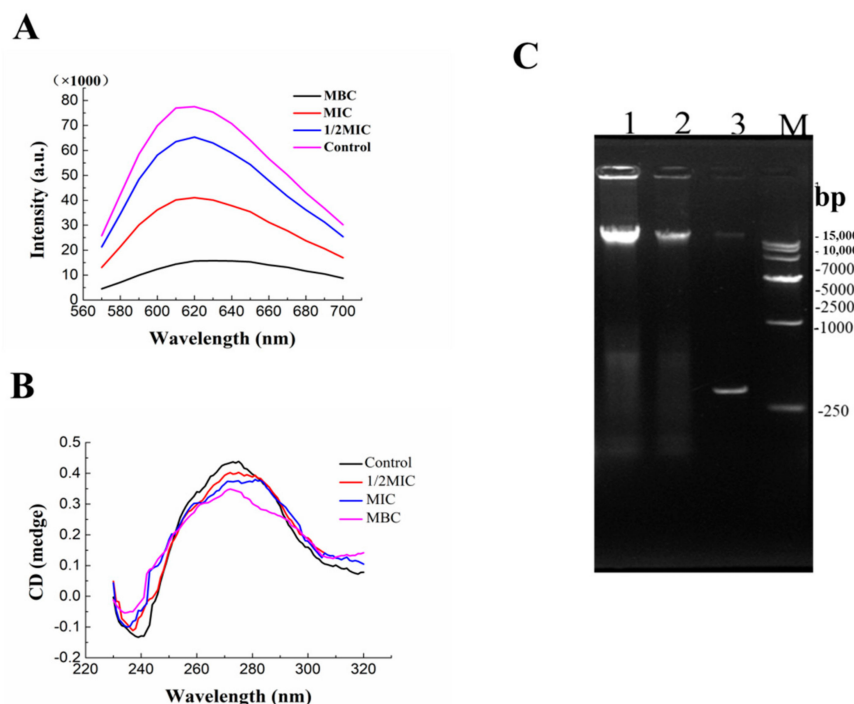 A
(×1000)
80
70
60
50
40
30
20
10
0
Intensity (a.u.)
MBC
MIC
1/2MIC
Control
560 580 600 620 640 660 680 700
Wavelength (nm)
B
0.5
0.4
0.3
0.2
0.1
0.0
-0.1
-0.2
CD (medge)
Control
1/2MIC
MIC
MBC
220 240 260 280 300 320
Wavelength (nm)
C
1 2 3 M
bp
- 15,000
- 10,000
-7000
-5000
-2500
-1000
-250